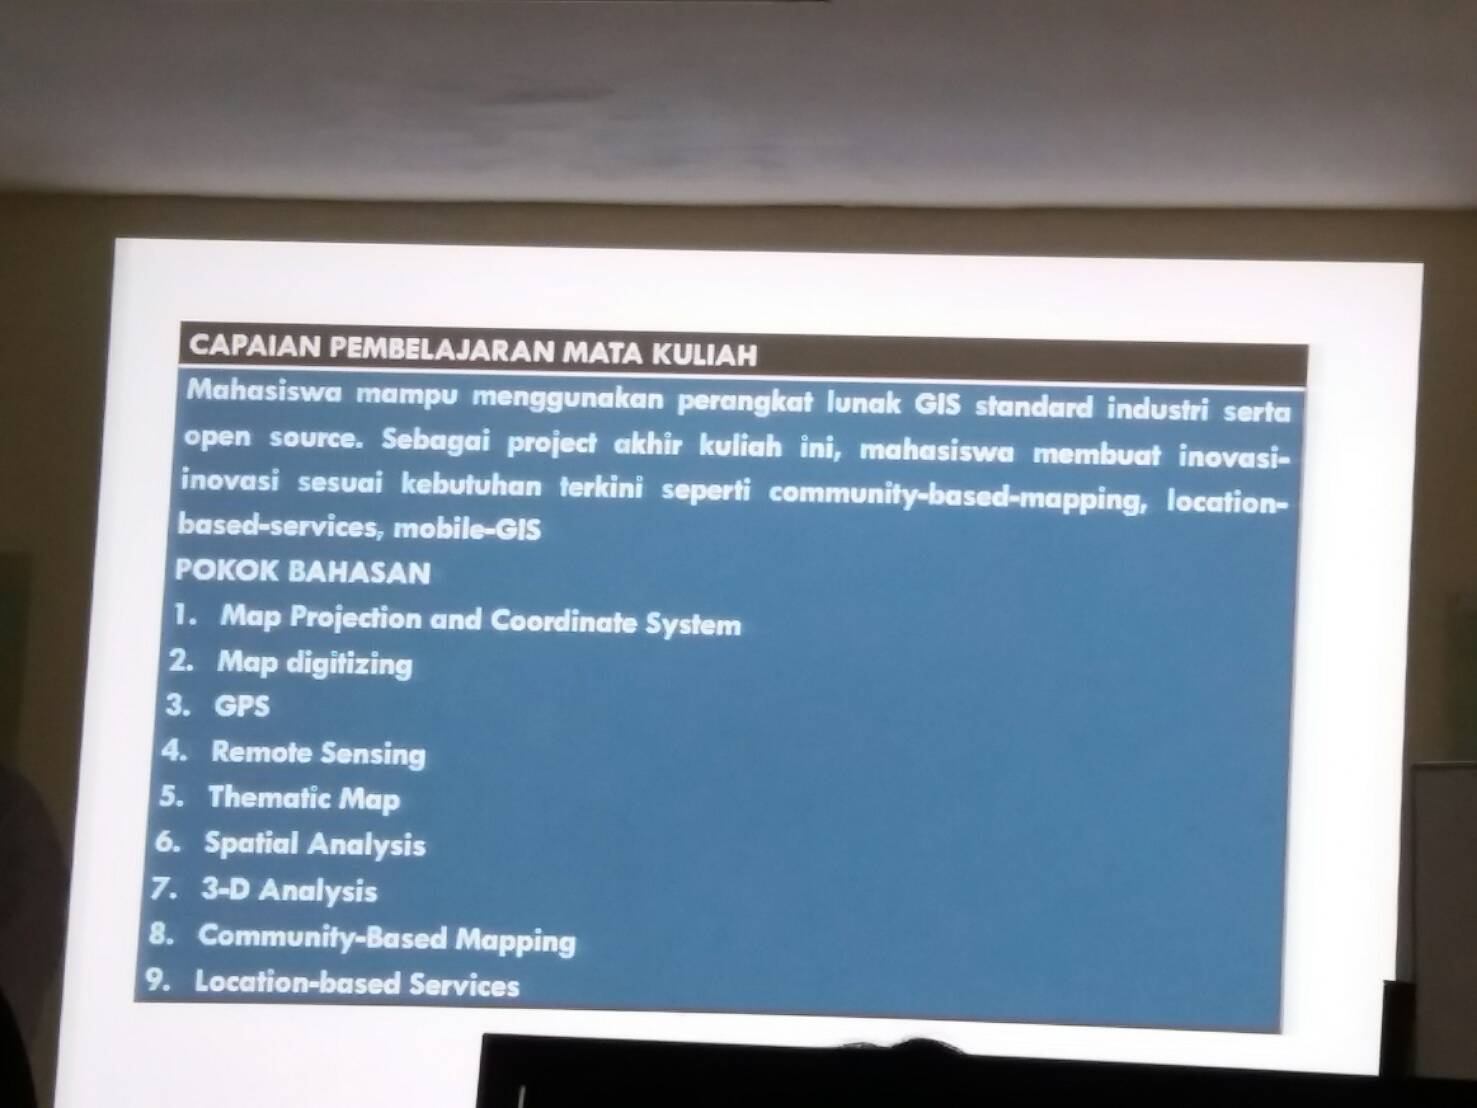 CAPAIAN PEMBELAJARAN MATA KULIAH
Mahasiswa mampu menggunakan perangkat lunak GIS standard industri serta
open source. Sebagai project akhir kuliah ini, mahasiswa membuat inovasi-
inovasi sesuai kebutuhan terkini seperti community-based-mapping, location-
based-services, mobile-GIS
POKOK BAHASAN
1. Map Projection and Coordinate System
2. Map digitizing
3. GPS
4. Remote Sensing
5. Thematic Map
6. Spatial Analysis
7. 3-D Analysis
8. Community-Based Mapping
9. Location-based Services